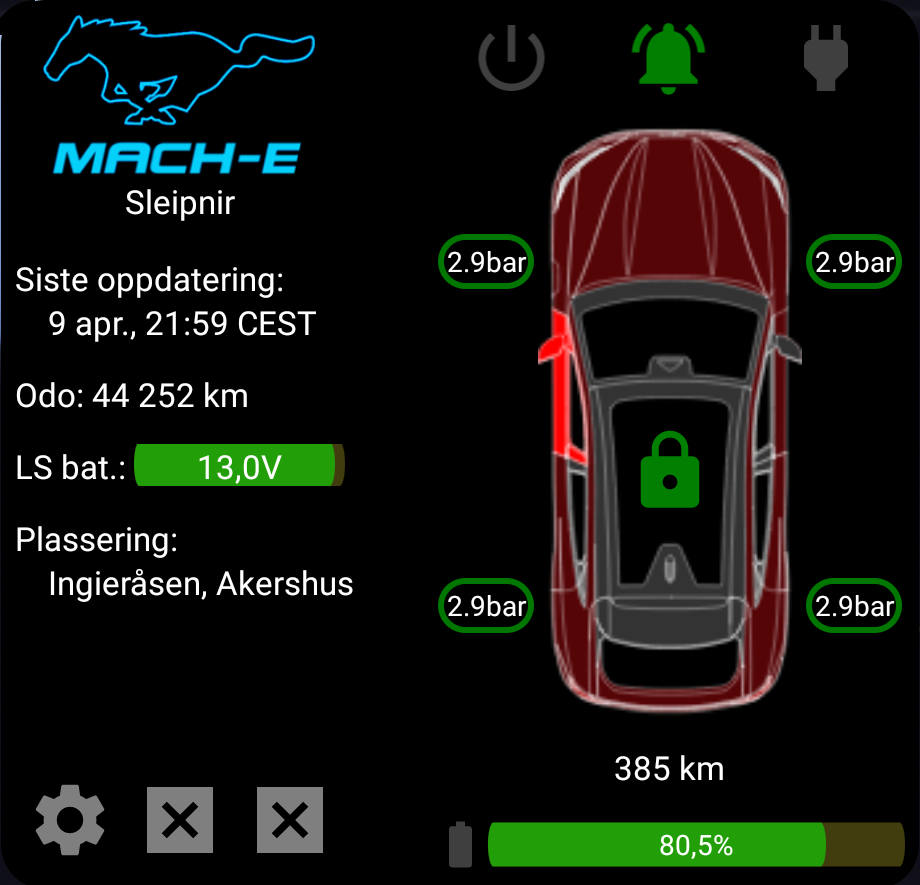 MACH-E
Sleipnir
Siste oppdatering:
9 apr., 21:59 CEST
Odo: 44 252 km
LS bat.: 13,0V
Plassering:
Ingieråsen, Akershus
2.9bar
2.9bar
2.9bar
2.9bar
385 km
80,5%